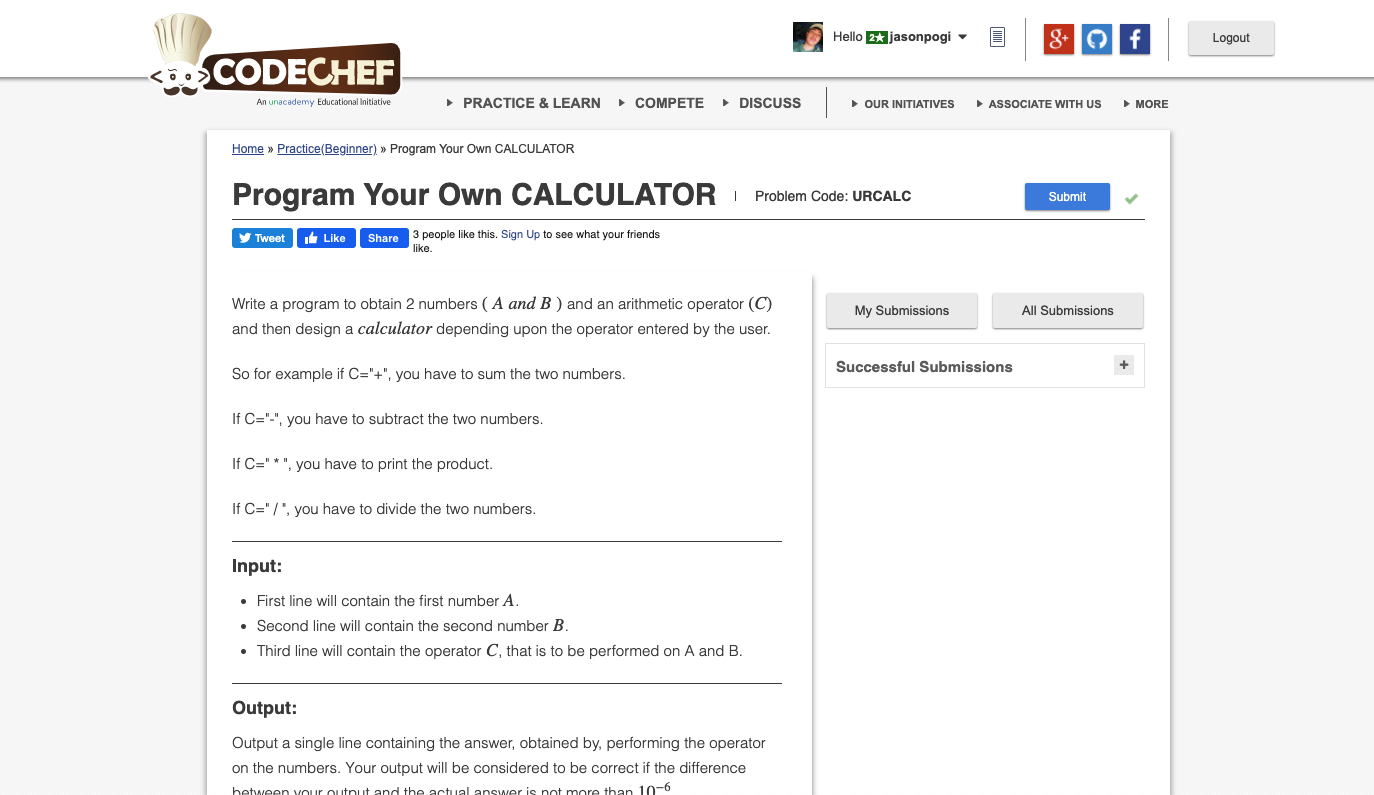 Hello 2★ jasonpogi
Logout
CODECHEF
An unacademy Educational Initiative
PRACTICE & LEARN
COMPETE
DISCUSS
OUR INITIATIVES
ASSOCIATE WITH US
MORE
Home » Practice(Beginner) » Program Your Own CALCULATOR
Program Your Own CALCULATOR
Problem Code: URCALC
Submit
Tweet
Like
Share
3 people like this. Sign Up to see what your friends
like.
Write a program to obtain 2 numbers ( A and B ) and an arithmetic operator (C)
and then design a calculator depending upon the operator entered by the user.
So for example if C="+", you have to sum the two numbers.
If C="-", you have to subtract the two numbers.
If C=" * ", you have to print the product.
If C=" / ", you have to divide the two numbers.
Input:
• First line will contain the first number A.
• Second line will contain the second number B.
• Third line will contain the operator C, that is to be performed on A and B.
Output:
Output a single line containing the answer, obtained by, performing the operator
on the numbers. Your output will be considered to be correct if the difference
between your output and the actual answer is not more than 10⁻⁶
My Submissions
All Submissions
Successful Submissions
+